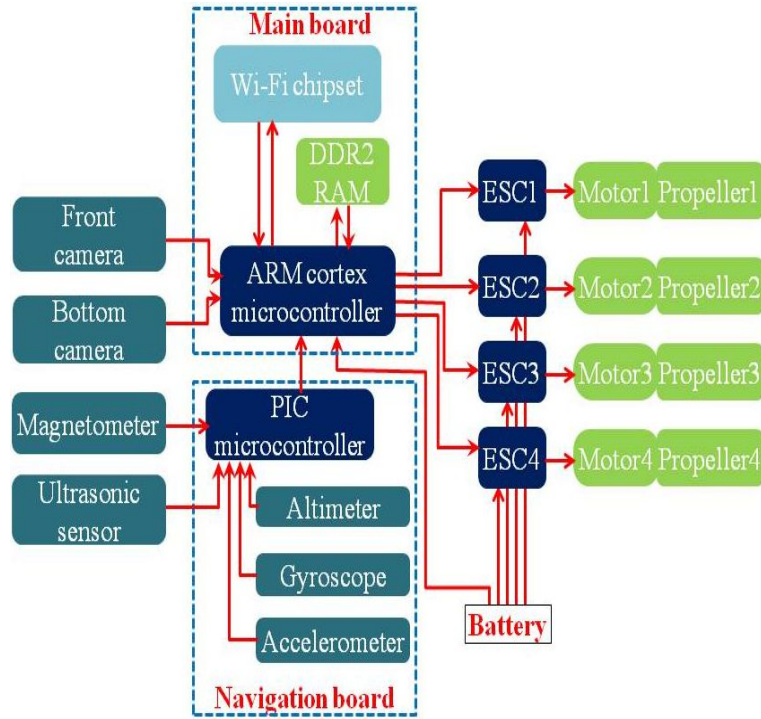 Main board
Wi-Fi chipset
DDR2
RAM
ARM cortex
microcontroller
Front
camera
Bottom
camera
Magnetometer
Ultrasonic
sensor
PIC
microcontroller
Altimeter
Gyroscope
Accelerometer
Navigation board
ESC1
Motor1
Propeller1
ESC2
Motor2
Propeller2
ESC3
Motor3
Propeller3
ESC4
Motor4
Propeller4
Battery